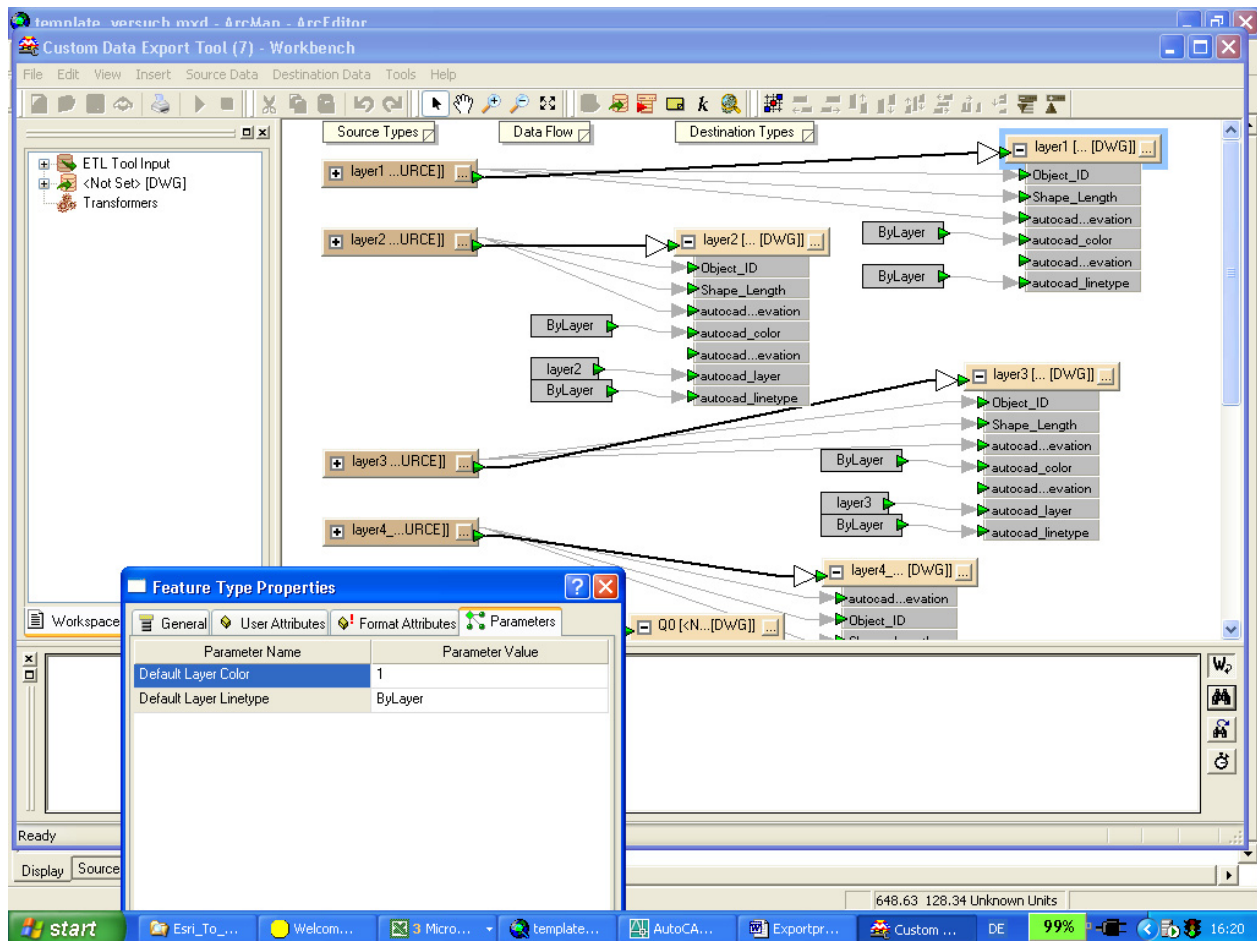 template_versuch.mxd - ArcMap - ArcEditor
Custom Data Export Tool (7) - Workbench
File Edit View Insert Source Data Destination Data Tools Help
Source Types
Data Flow
Destination Types
ETL Tool Input
<Not Set> [DWG]
Transformers
layer1 ...URCE]] ...
layer1 [... [DWG]] ...
Object_ID
Shape_Length
autocad...evation
ByLayer
autocad_color
autocad...evation
ByLayer
autocad_linetype
layer2 ...URCE]] ...
layer2 [... [DWG]] ...
Object_ID
Shape_Length
autocad...evation
ByLayer
autocad_color
autocad...evation
layer2
autocad_layer
ByLayer
autocad_linetype
layer3 ...URCE]] ...
layer3 [... [DWG]] ...
Object_ID
Shape_Length
autocad...evation
ByLayer
autocad_color
autocad...evation
layer3
autocad_layer
ByLayer
autocad_linetype
layer4_...URCE]] ...
layer4_... [DWG]] ...
autocad...evation
Object_ID
Q0 [<N...[DWG]] ...
Workspace
Feature Type Properties
General User Attributes Format Attributes Parameters
Parameter Name Parameter Value
Default Layer Color 1
Default Layer Linetype ByLayer
Ready
Display Source
648.63 128.34 Unknown Units
start Esri_To_... Welcom... 3 Micro... template... AutoCA... Exportpr... Custom ... DE 99% 16:20